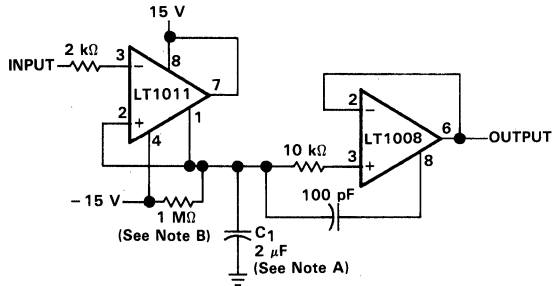 15 V
2 kΩ
INPUT
3
−
8
7
LT1011
2
+
1
4
2
−
6
LT1008
OUTPUT
10 kΩ
3
+
8
100 pF
− 15 V
1 MΩ
(See Note B)
C1
2 µF
(See Note A)